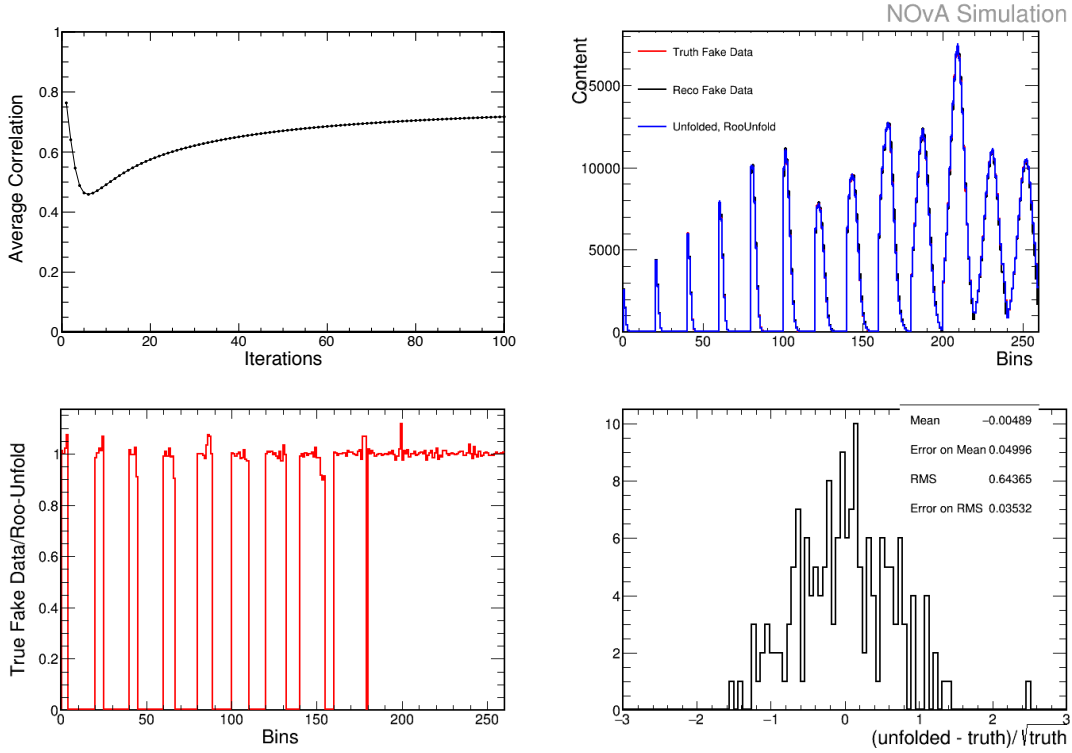 NOvA Simulation
1
0.8
0.6
0.4
0.2
0
0 20 40 60 80 100
Average Correlation
Iterations
Content
Truth Fake Data
Reco Fake Data
Unfolded, RooUnfold
5000
10000
5000
0
0 50 100 150 200 250
Bins
True Fake Data/Roo-Unfold
1
0.8
0.6
0.4
0.2
0
0 50 100 150 200 250
Bins
10
8
6
4
2
0
Mean −0.00489
Error on Mean 0.04996
RMS 0.64365
Error on RMS 0.03532
−3 −2 −1 0 1 2 3
(unfolded - truth)/ √truth